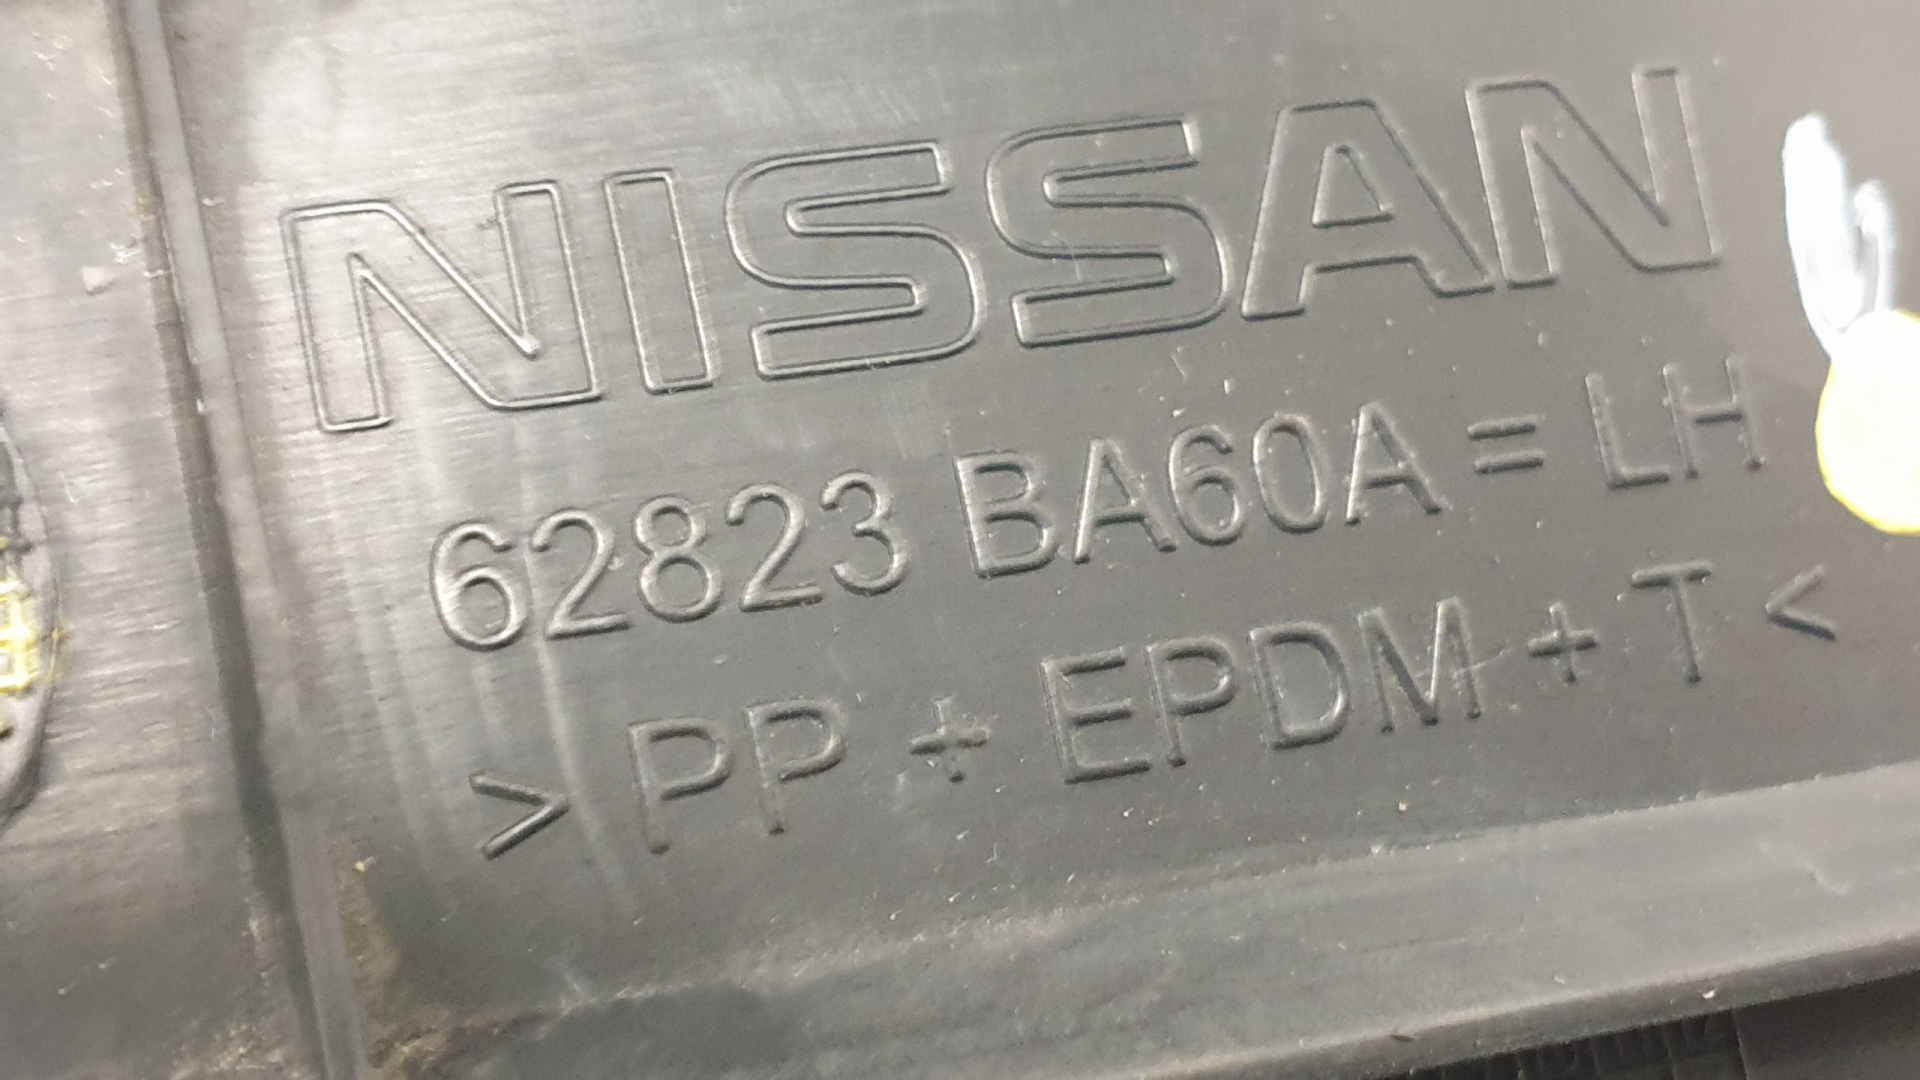 NISSAN
62823 BA60A = LH
> PP + EPDM + T <